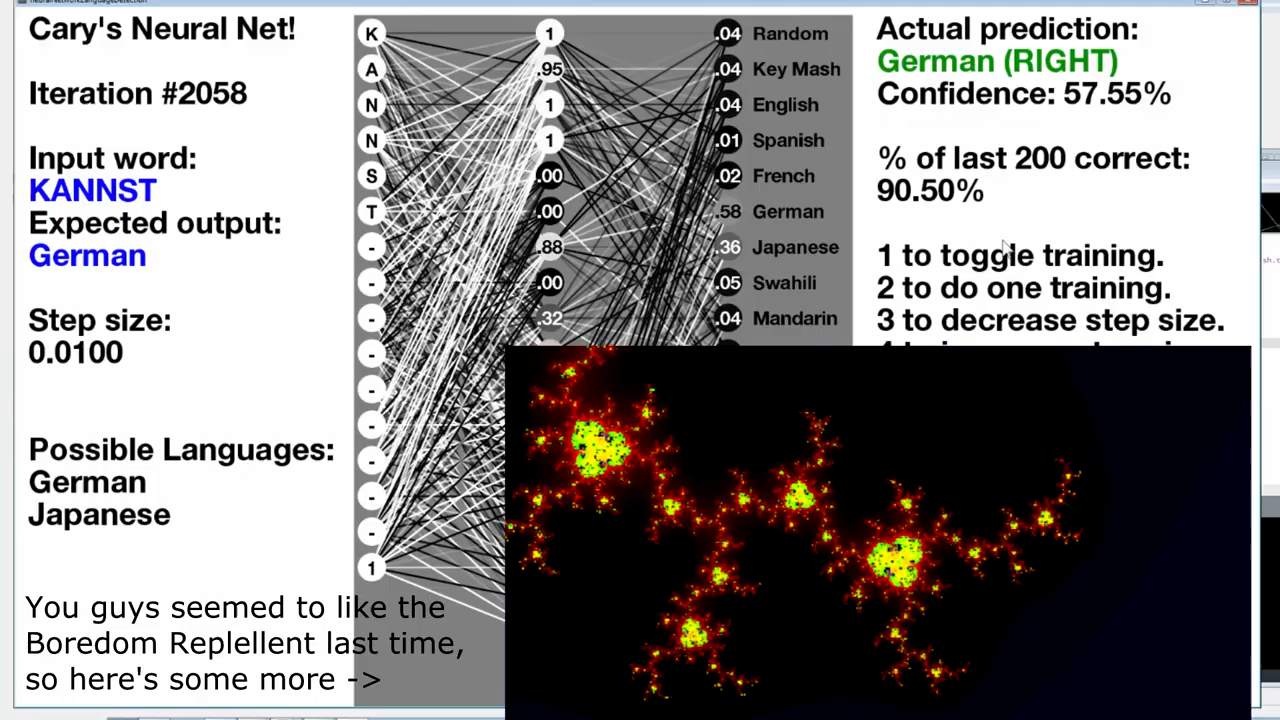 Cary's Neural Net!
Iteration #2058
Input word:
KANNST
Expected output:
German
Step size:
0.0100
Possible Languages:
German
Japanese
You guys seemed to like the
Boredom Repllellent last time,
so here's some more ->
K
A
N
N
S
T
-
-
-
-
-
-
-
-
-
1
1
.95
1
1
.00
.00
.88
.00
.32
.04 Random
.04 Key Mash
.04 English
.01 Spanish
.02 French
.58 German
.36 Japanese
.05 Swahili
.04 Mandarin
Actual prediction:
German (RIGHT)
Confidence: 57.55%
% of last 200 correct:
90.50%
1 to toggle training.
2 to do one training.
3 to decrease step size.